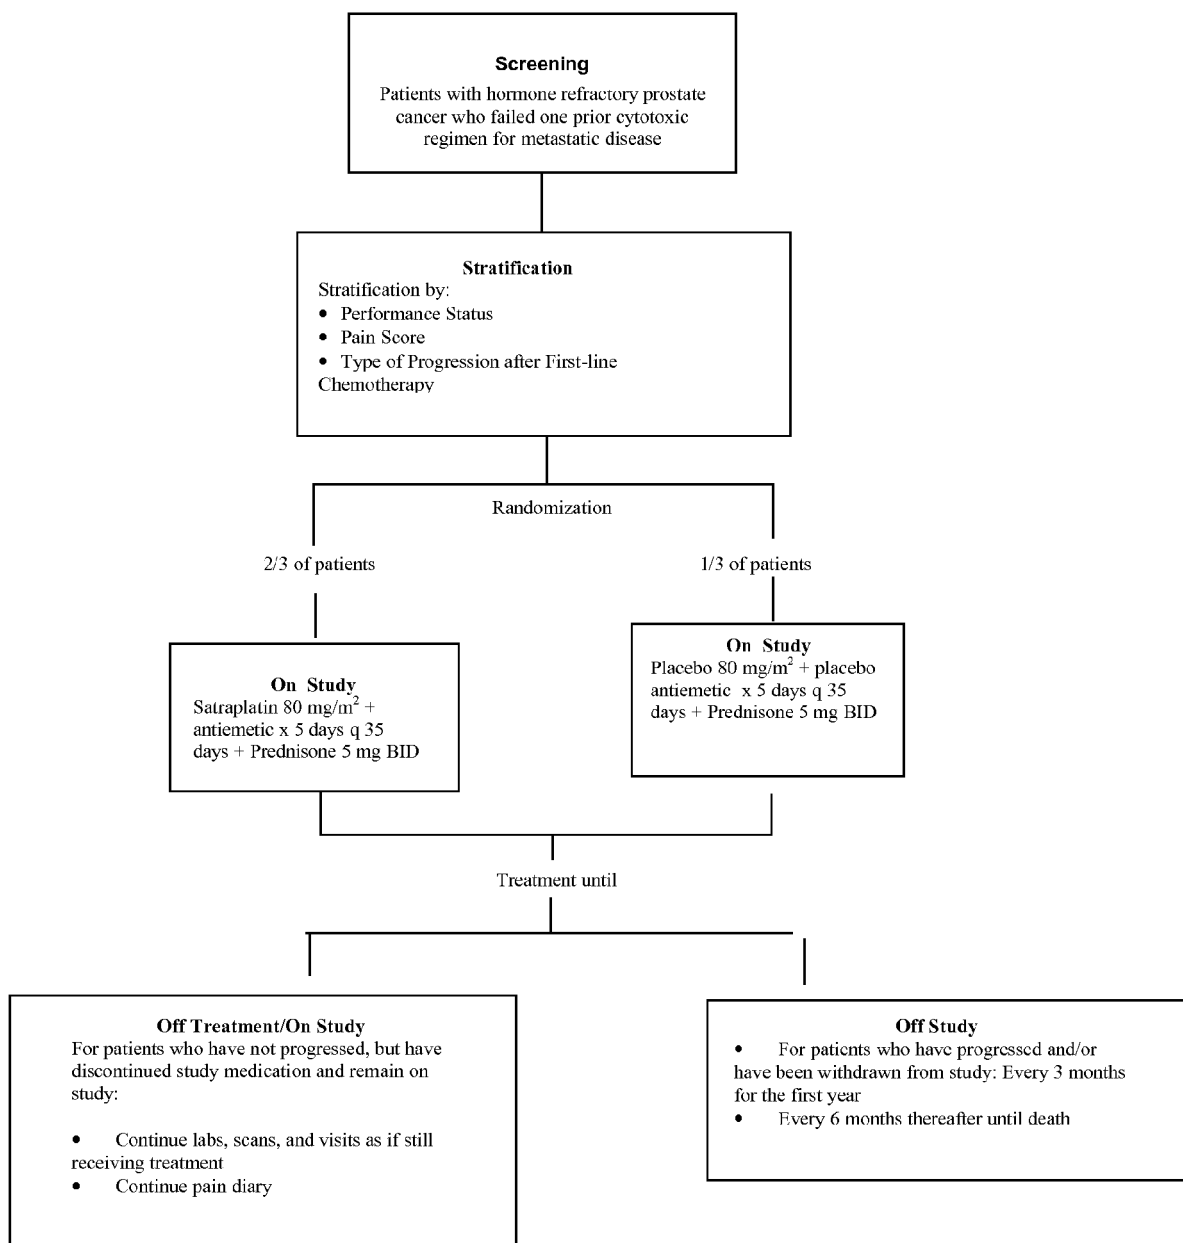 Screening
Patients with hormone refractory prostate
cancer who failed one prior cytotoxic
regimen for metastatic disease
Stratification
Stratification by:
• Performance Status
• Pain Score
• Type of Progression after First-line
Chemotherapy
Randomization
2/3 of patients
1/3 of patients
On Study
Satraplatin 80 mg/m² +
antiemetic x 5 days q 35
days + Prednisone 5 mg BID
On Study
Placebo 80 mg/m² + placebo
antiemetic x 5 days q 35
days + Prednisone 5 mg BID
Treatment until
Off Treatment/On Study
For patients who have not progressed, but have
discontinued study medication and remain on
study:
• Continue labs, scans, and visits as if still
receiving treatment
• Continue pain diary
Off Study
• For patients who have progressed and/or
have been withdrawn from study: Every 3 months
for the first year
• Every 6 months thereafter until death